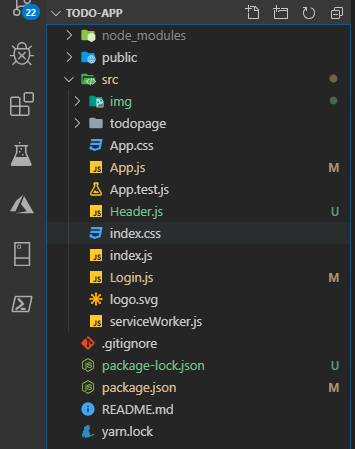 22
TODO-APP
node_modules
public
src
img
todopage
App.css
JS App.js M
App.test.js
JS Header.js U
index.css
JS index.js
JS Login.js M
logo.svg
JS serviceWorker.js
.gitignore
JS package-lock.json U
JS package.json M
README.md
yarn.lock